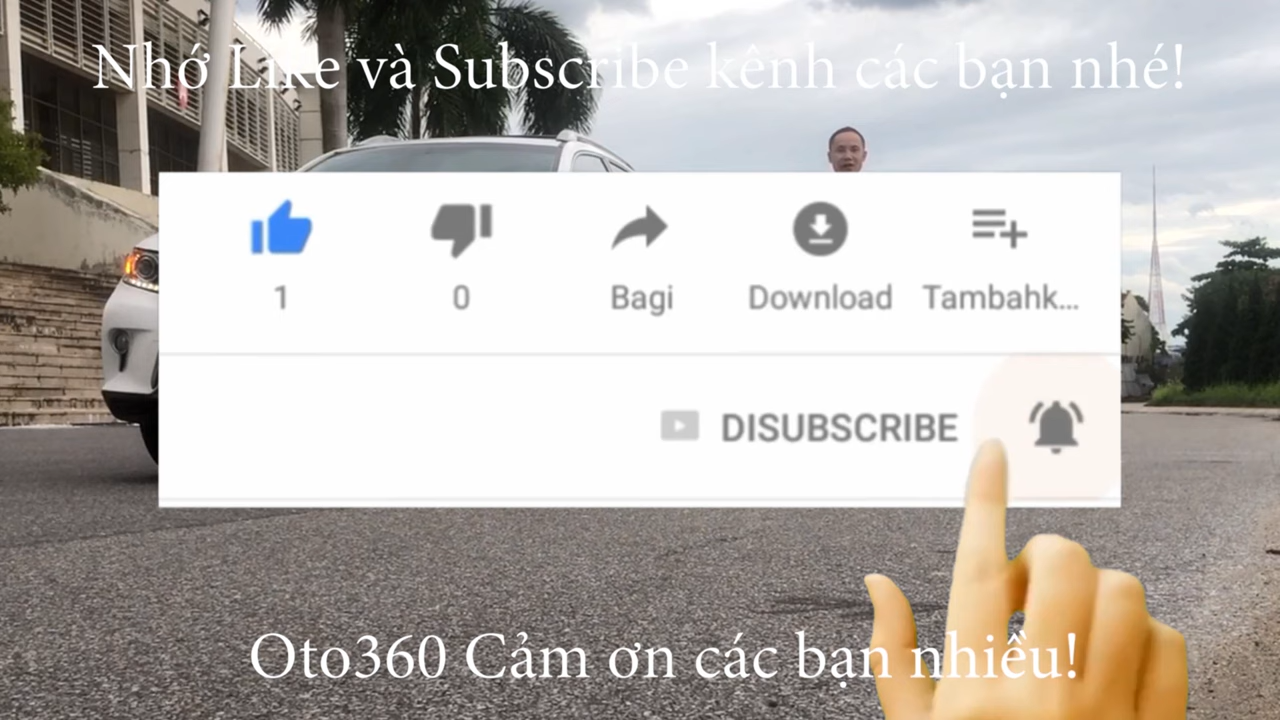 Nhớ Like và Subscribe kênh các bạn nhé!
1 0 Bagi Download Tambahk...
DISUBSCRIBE
Oto360 Cảm ơn các bạn nhiều!